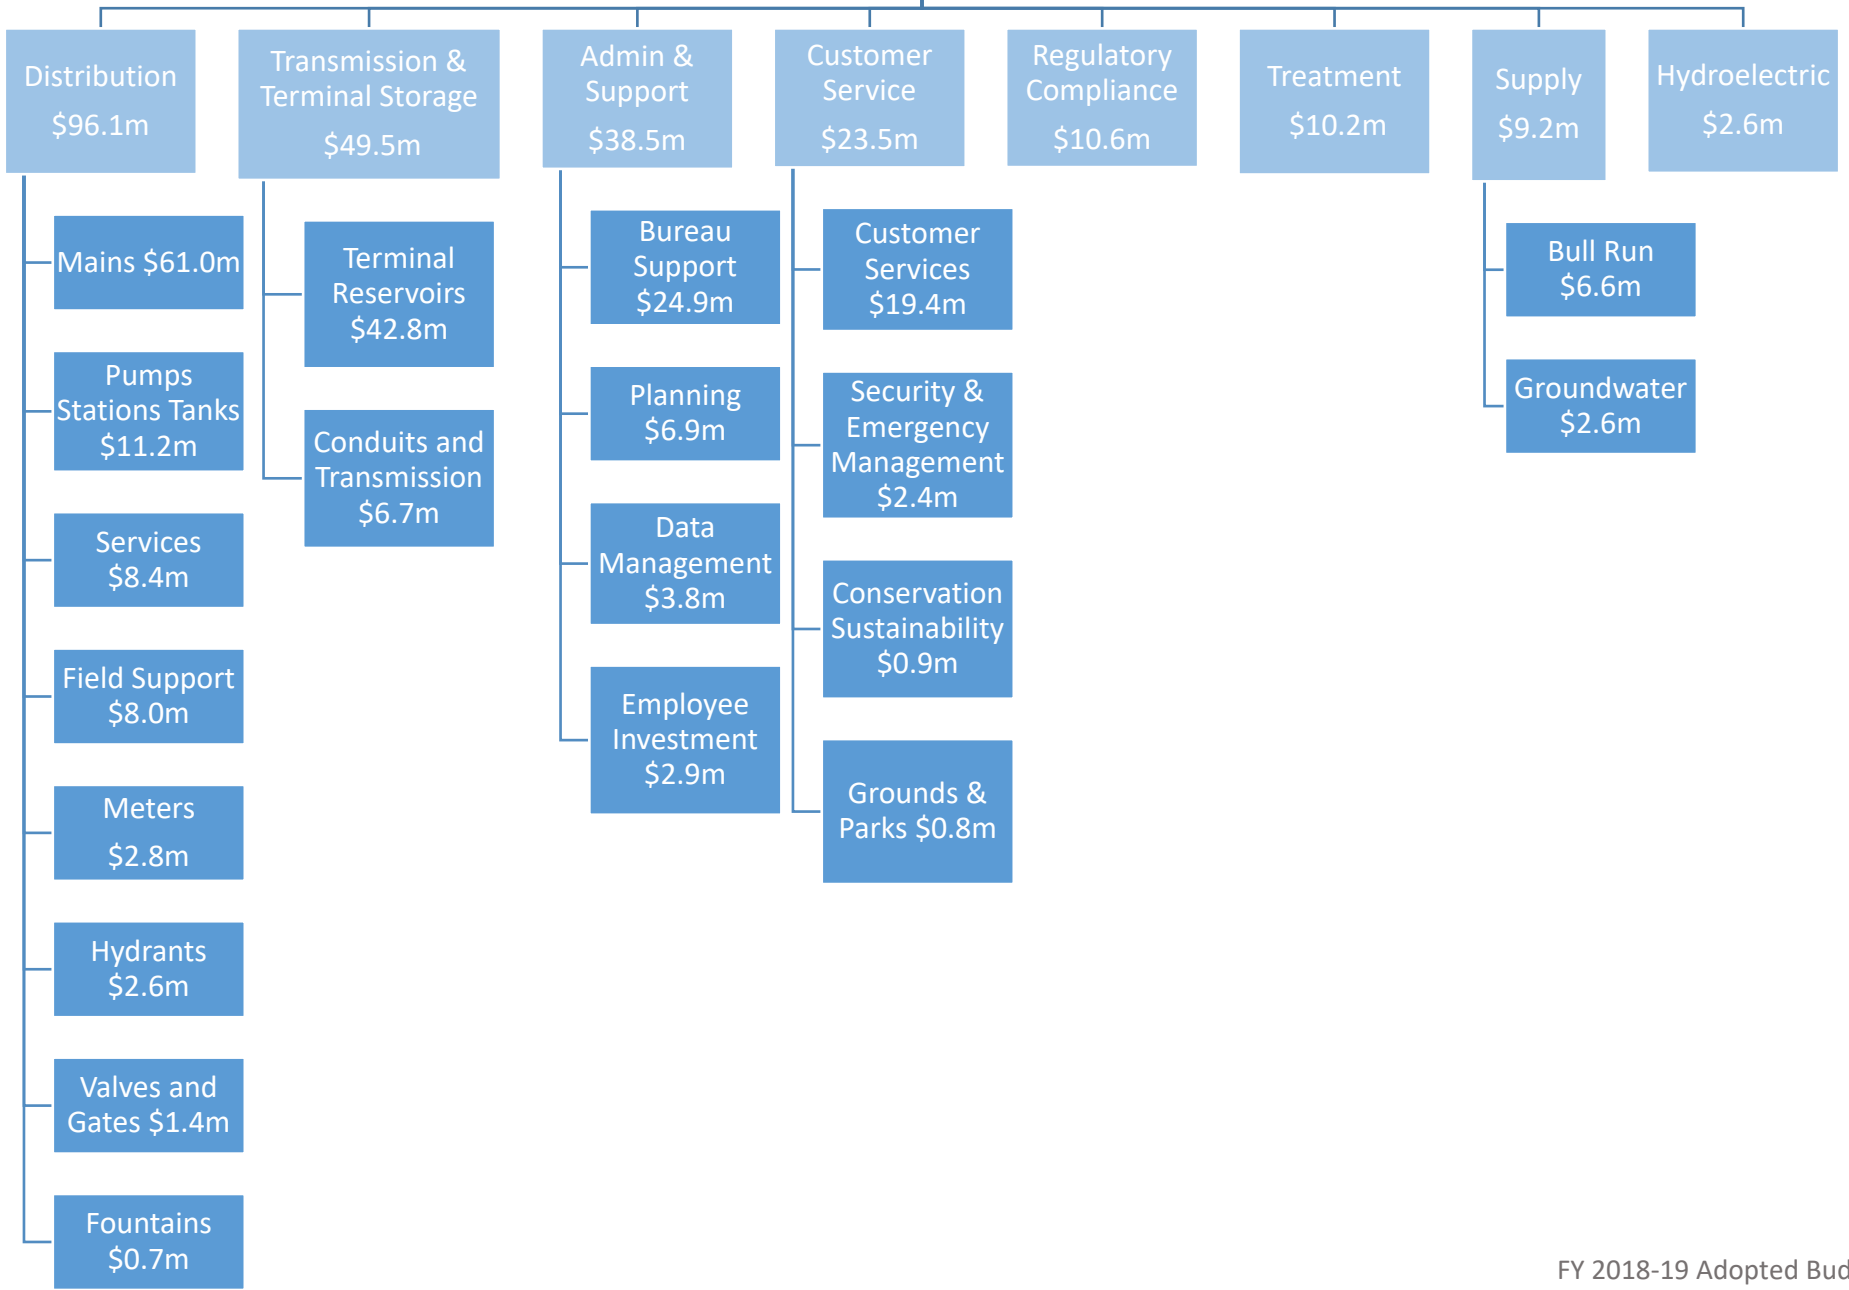 Distribution
$96.1m
Transmission &
Terminal Storage
$49.5m
Admin &
Support
$38.5m
Customer
Service
$23.5m
Regulatory
Compliance
$10.6m
Treatment
$10.2m
Supply
$9.2m
Hydroelectric
$2.6m
Mains $61.0m
Pumps
Stations Tanks
$11.2m
Services
$8.4m
Field Support
$8.0m
Meters
$2.8m
Hydrants
$2.6m
Valves and
Gates $1.4m
Fountains
$0.7m
Terminal
Reservoirs
$42.8m
Conduits and
Transmission
$6.7m
Bureau
Support
$24.9m
Planning
$6.9m
Data
Management
$3.8m
Employee
Investment
$2.9m
Customer
Services
$19.4m
Security &
Emergency
Management
$2.4m
Conservation
Sustainability
$0.9m
Grounds &
Parks $0.8m
Bull Run
$6.6m
Groundwater
$2.6m
FY 2018-19 Adopted Bud